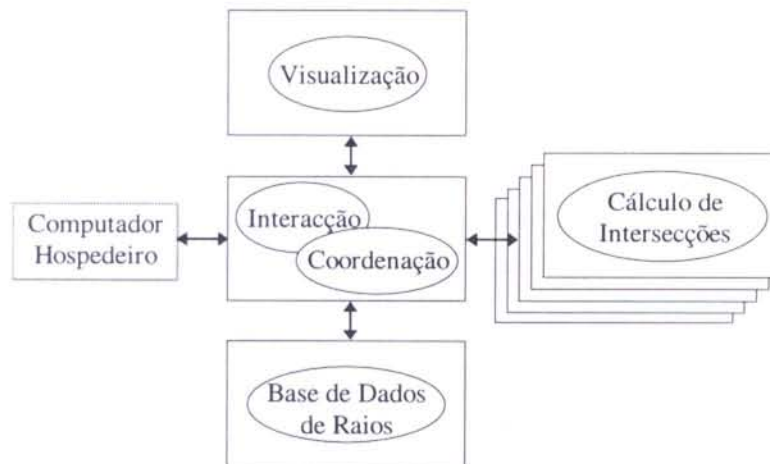 Visualização
Computador
Hospedeiro
Interacção
Coordenação
Cálculo de
Intersecções
Base de Dados
de Raios